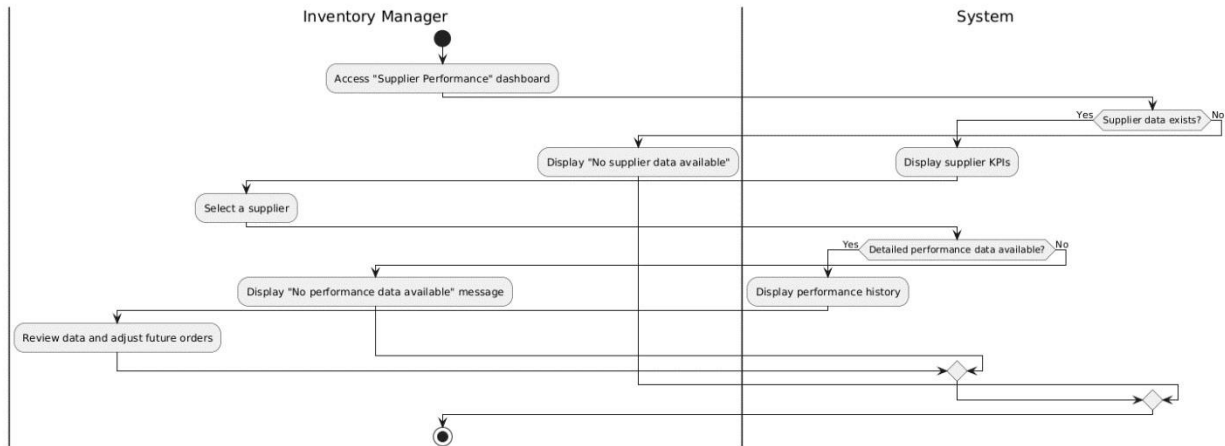 Inventory Manager
System
Access "Supplier Performance" dashboard
Yes
Supplier data exists?
No
Display "No supplier data available"
Display supplier KPIs
Select a supplier
Yes
Detailed performance data available?
No
Display "No performance data available" message
Display performance history
Review data and adjust future orders